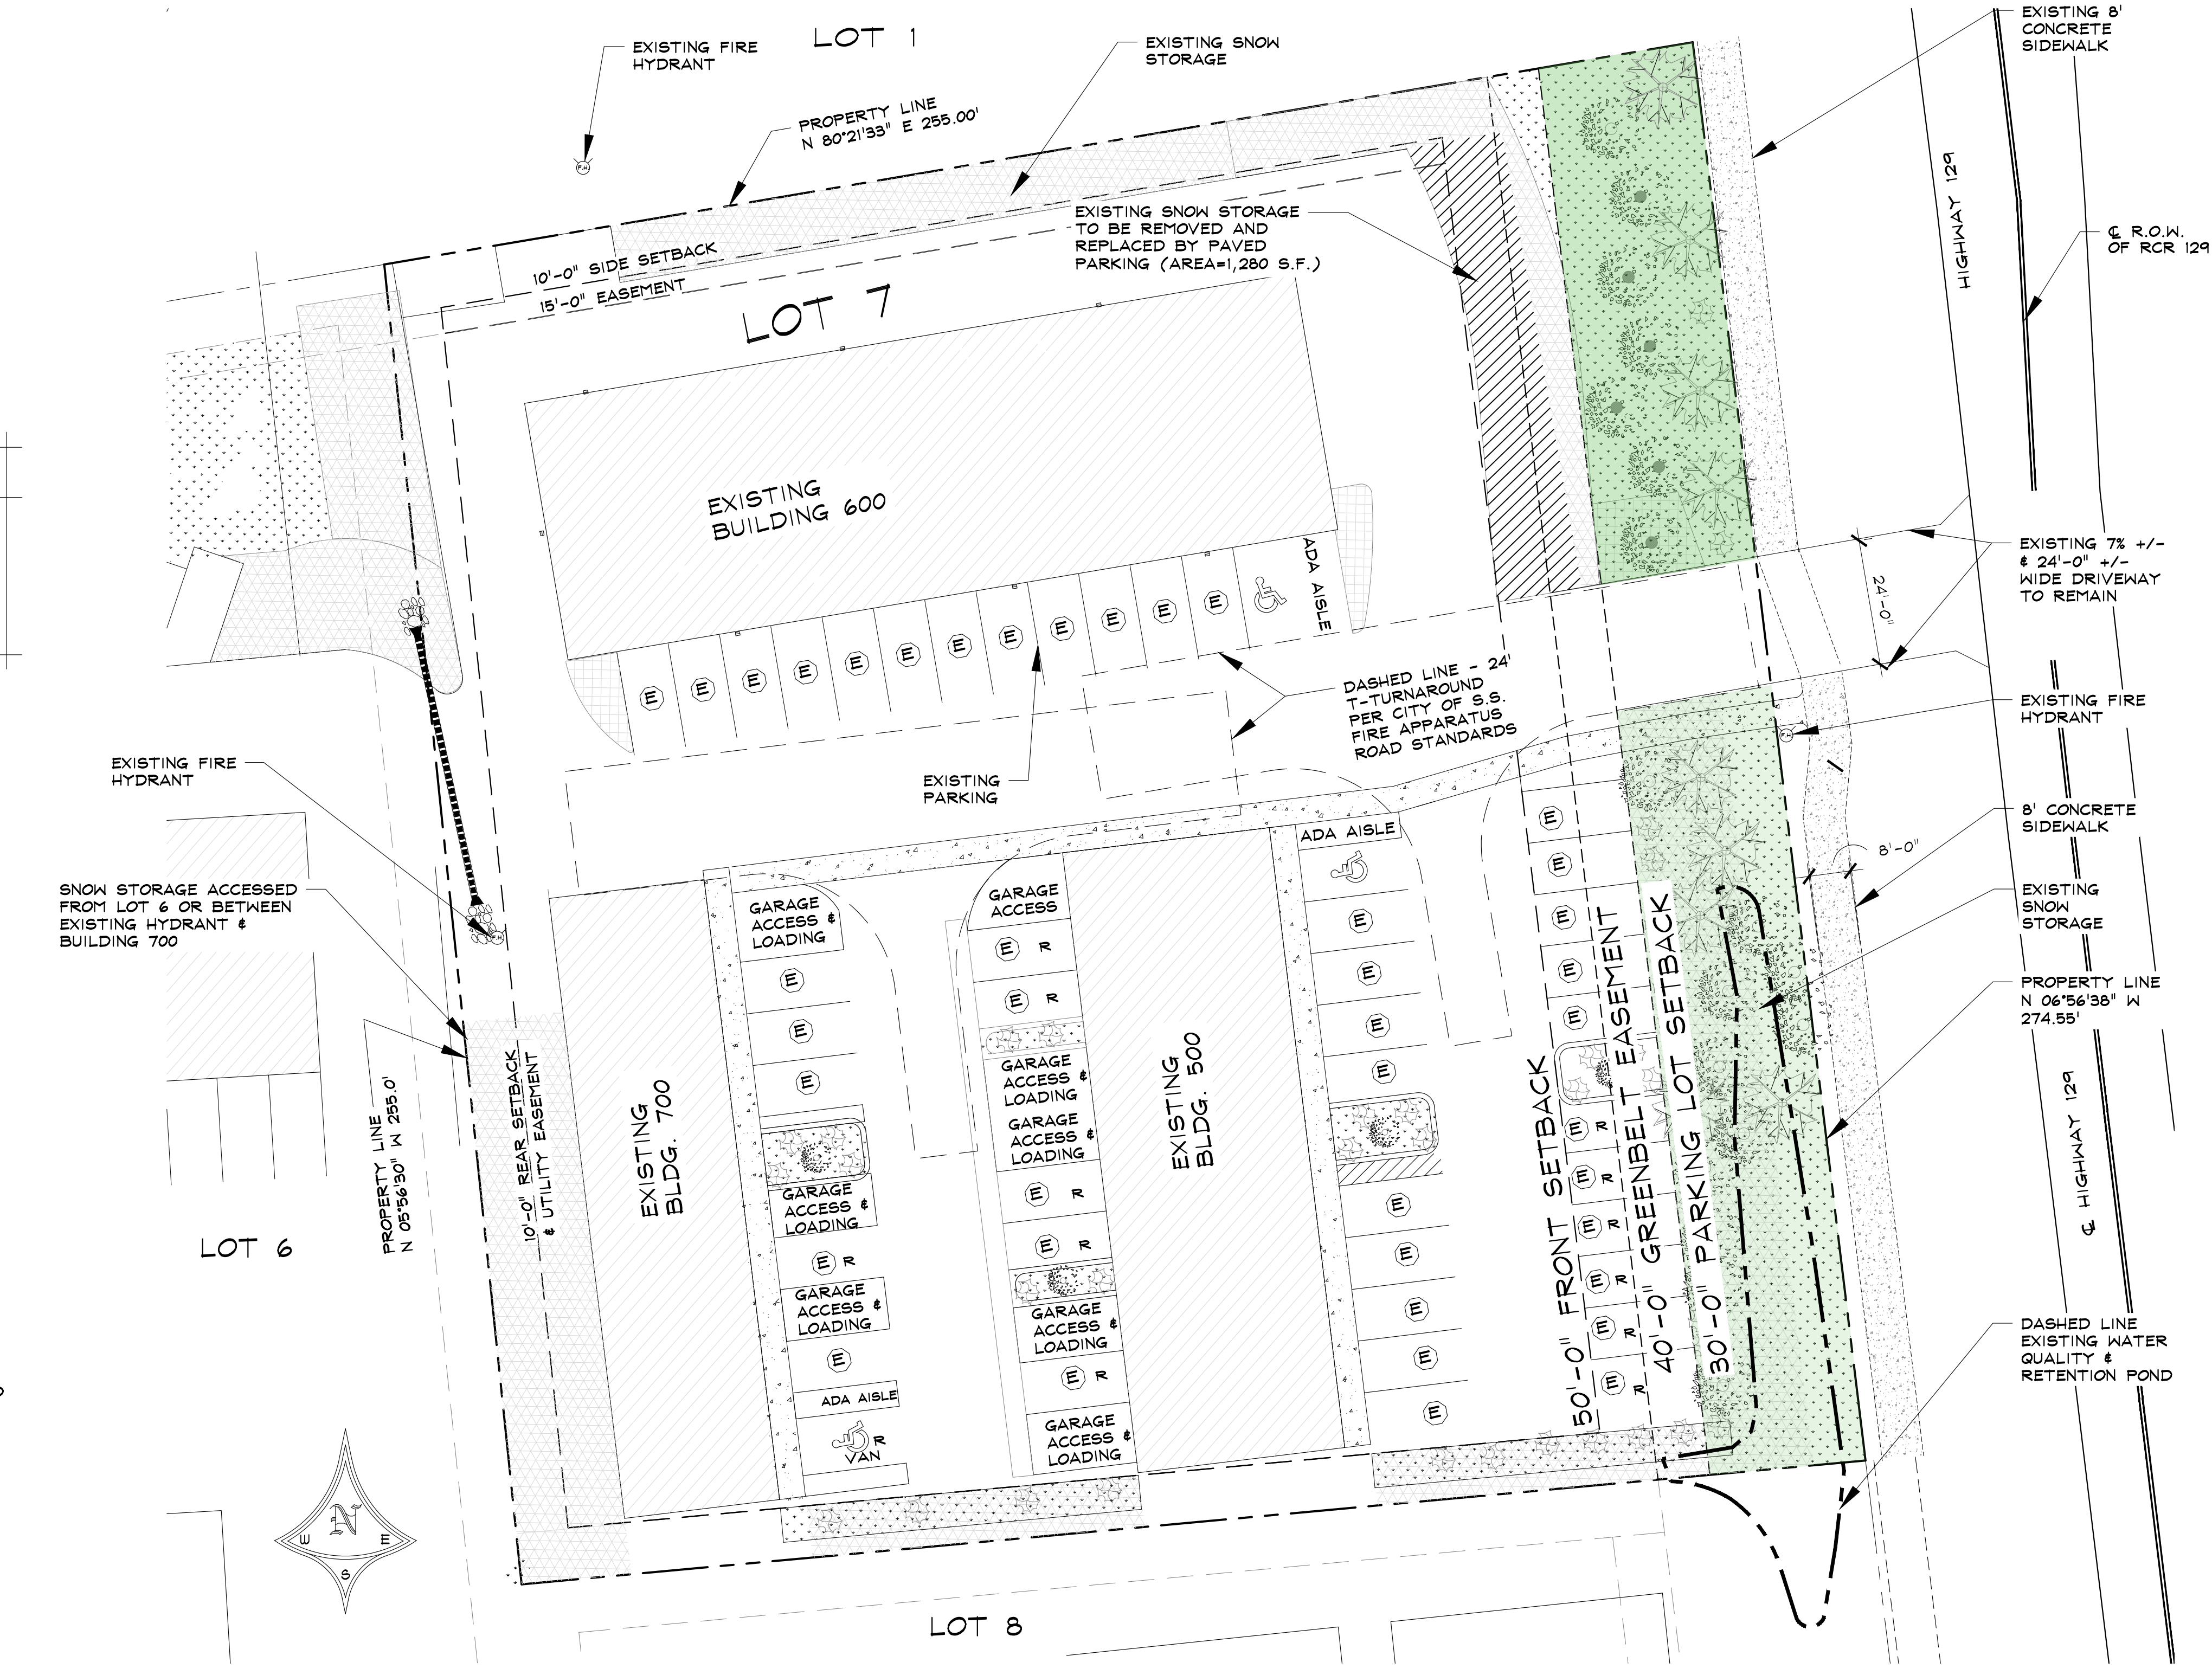 LOT 1
EXISTING FIRE
HYDRANT
EXISTING SNOW
STORAGE
EXISTING 8'
CONCRETE
SIDEWALK
PROPERTY LINE
N 80°21'33" E 255.00'
F.H
HIGHWAY 129
℄ R.O.W.
OF RCR 129
EXISTING SNOW STORAGE
TO BE REMOVED AND
REPLACED BY PAVED
PARKING (AREA=1,280 S.F.)
10'-0" SIDE SETBACK
15'-0" EASEMENT
LOT 7
EXISTING
BUILDING 600
ADA AISLE
E
E
E
E
E
E
E
E
E
E
E
E
EXISTING 7% +/-
& 24'-0" +/-
WIDE DRIVEWAY
TO REMAIN
24'-0"
DASHED LINE - 24'
T-TURNAROUND
PER CITY OF S.S.
FIRE APPARATUS
ROAD STANDARDS
EXISTING FIRE
HYDRANT
F.H
EXISTING
PARKING
EXISTING FIRE
HYDRANT
F.H
8' CONCRETE
SIDEWALK
8'-0"
SNOW STORAGE ACCESSED
FROM LOT 6 OR BETWEEN
EXISTING HYDRANT &
BUILDING 700
EXISTING
SNOW
STORAGE
PROPERTY LINE
N 06°56'38" W
274.55'
PROPERTY LINE
N 05°56'30" W 255.0'
10'-0" REAR SETBACK
& UTILITY EASEMENT
EXISTING
BLDG. 700
GARAGE
ACCESS &
LOADING
E
E
E
GARAGE
ACCESS &
LOADING
E R
GARAGE
ACCESS &
LOADING
E
ADA AISLE
R
VAN
GARAGE
ACCESS
E R
E R
GARAGE
ACCESS &
LOADING
GARAGE
ACCESS &
LOADING
E R
E R
GARAGE
ACCESS &
LOADING
E R
GARAGE
ACCESS &
LOADING
EXISTING
BLDG. 500
ADA AISLE
E
E
E
E
E
E
E
E
E
E
E
E
E
E
E R
E R
E R
E R
E R
E R
50'-0" FRONT SETBACK
40'-0" GREENBELT EASEMENT
30'-0" PARKING LOT SETBACK
℄ HIGHWAY 129
DASHED LINE
EXISTING WATER
QUALITY &
RETENTION POND
LOT 6
N
W E
S
LOT 8